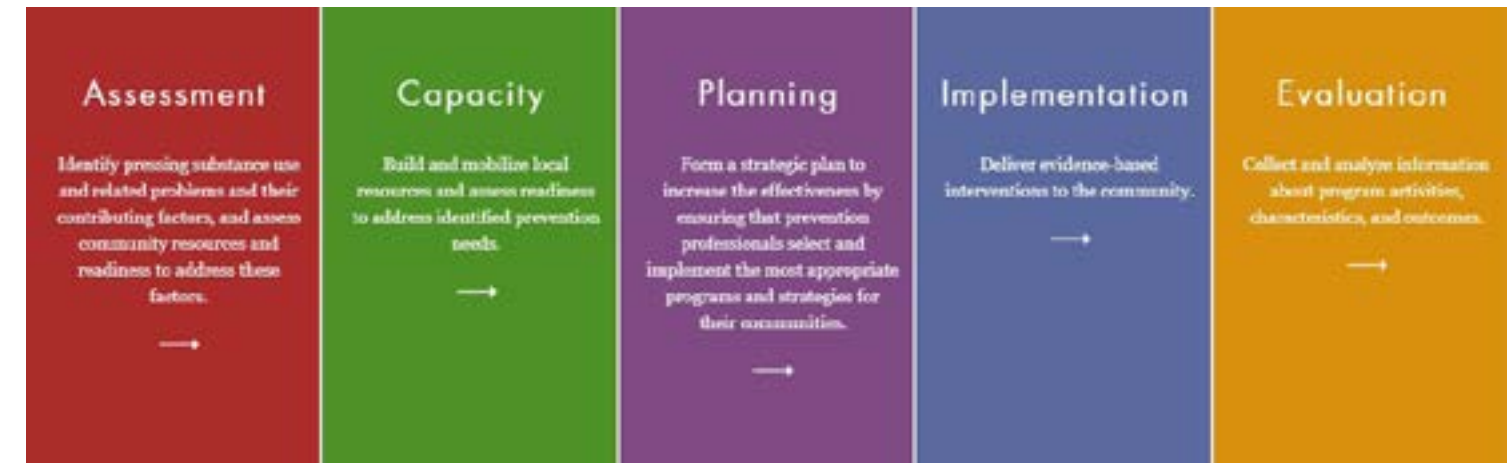 Assessment
Identify pressing substance use
and related problems and their
contributing factors, and assess
community resources and
readiness to address these
factors.
Capacity
Build and mobilize local
resources and assess readiness
to address identified prevention
needs.
Planning
Form a strategic plan to
increase the effectiveness by
ensuring that prevention
professionals select and
implement the most appropriate
programs and strategies for
their communities.
Implementation
Deliver evidence-based
interventions to the community.
Evaluation
Collect and analyze information
about program activities,
characteristics, and outcomes.